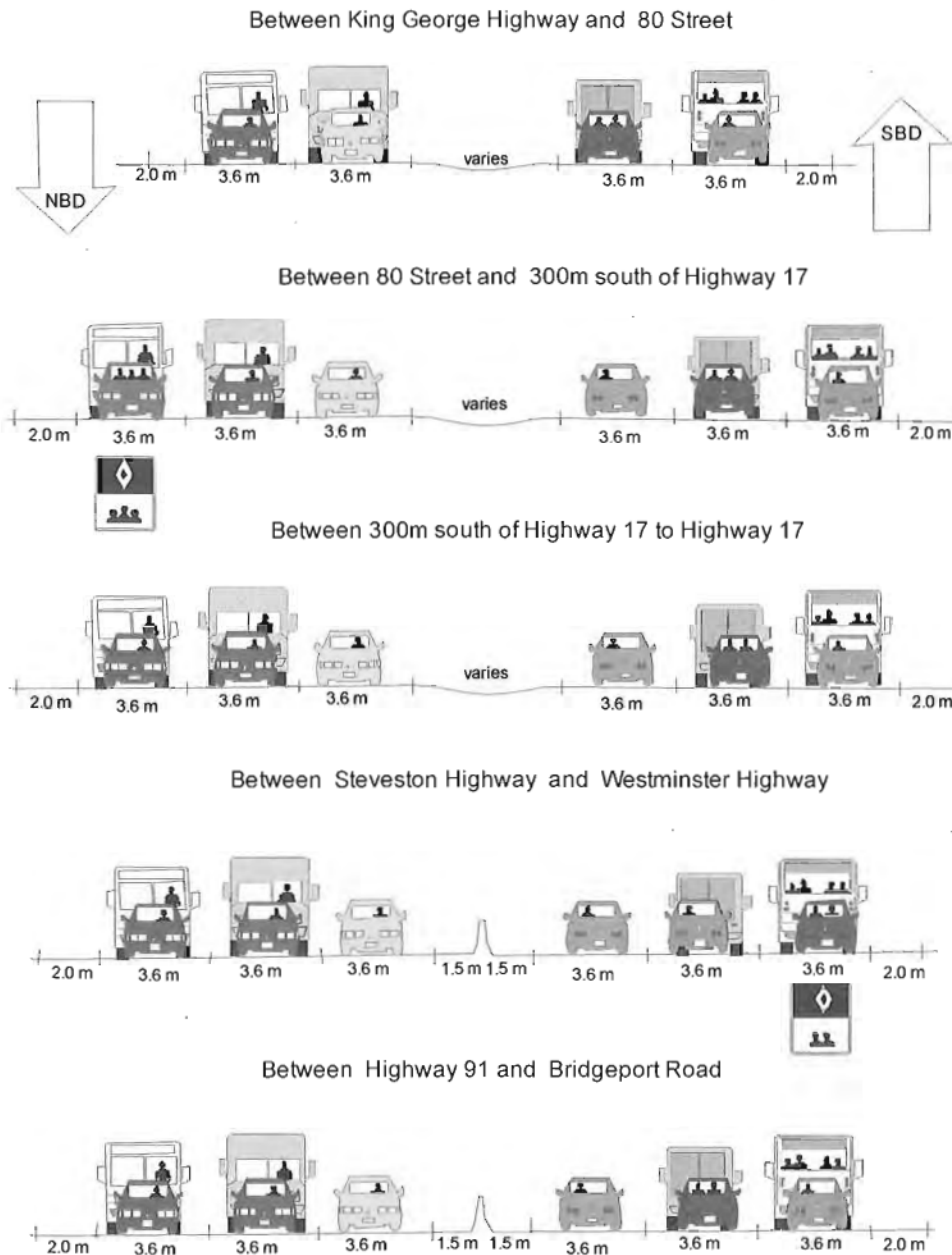 Between King George Highway and 80 Street
NBD
SBD
varies
2.0 m 3.6 m 3.6 m 3.6 m 3.6 m 2.0 m
Between 80 Street and 300m south of Highway 17
varies
2.0 m 3.6 m 3.6 m 3.6 m 3.6 m 3.6 m 3.6 m 2.0 m
Between 300m south of Highway 17 to Highway 17
varies
2.0 m 3.6 m 3.6 m 3.6 m 3.6 m 3.6 m 3.6 m 2.0 m
Between Steveston Highway and Westminster Highway
2.0 m 3.6 m 3.6 m 3.6 m 1.5 m 1.5 m 3.6 m 3.6 m 3.6 m 2.0 m
Between Highway 91 and Bridgeport Road
2.0 m 3.6 m 3.6 m 3.6 m 1.5 m 1.5 m 3.6 m 3.6 m 3.6 m 2.0 m